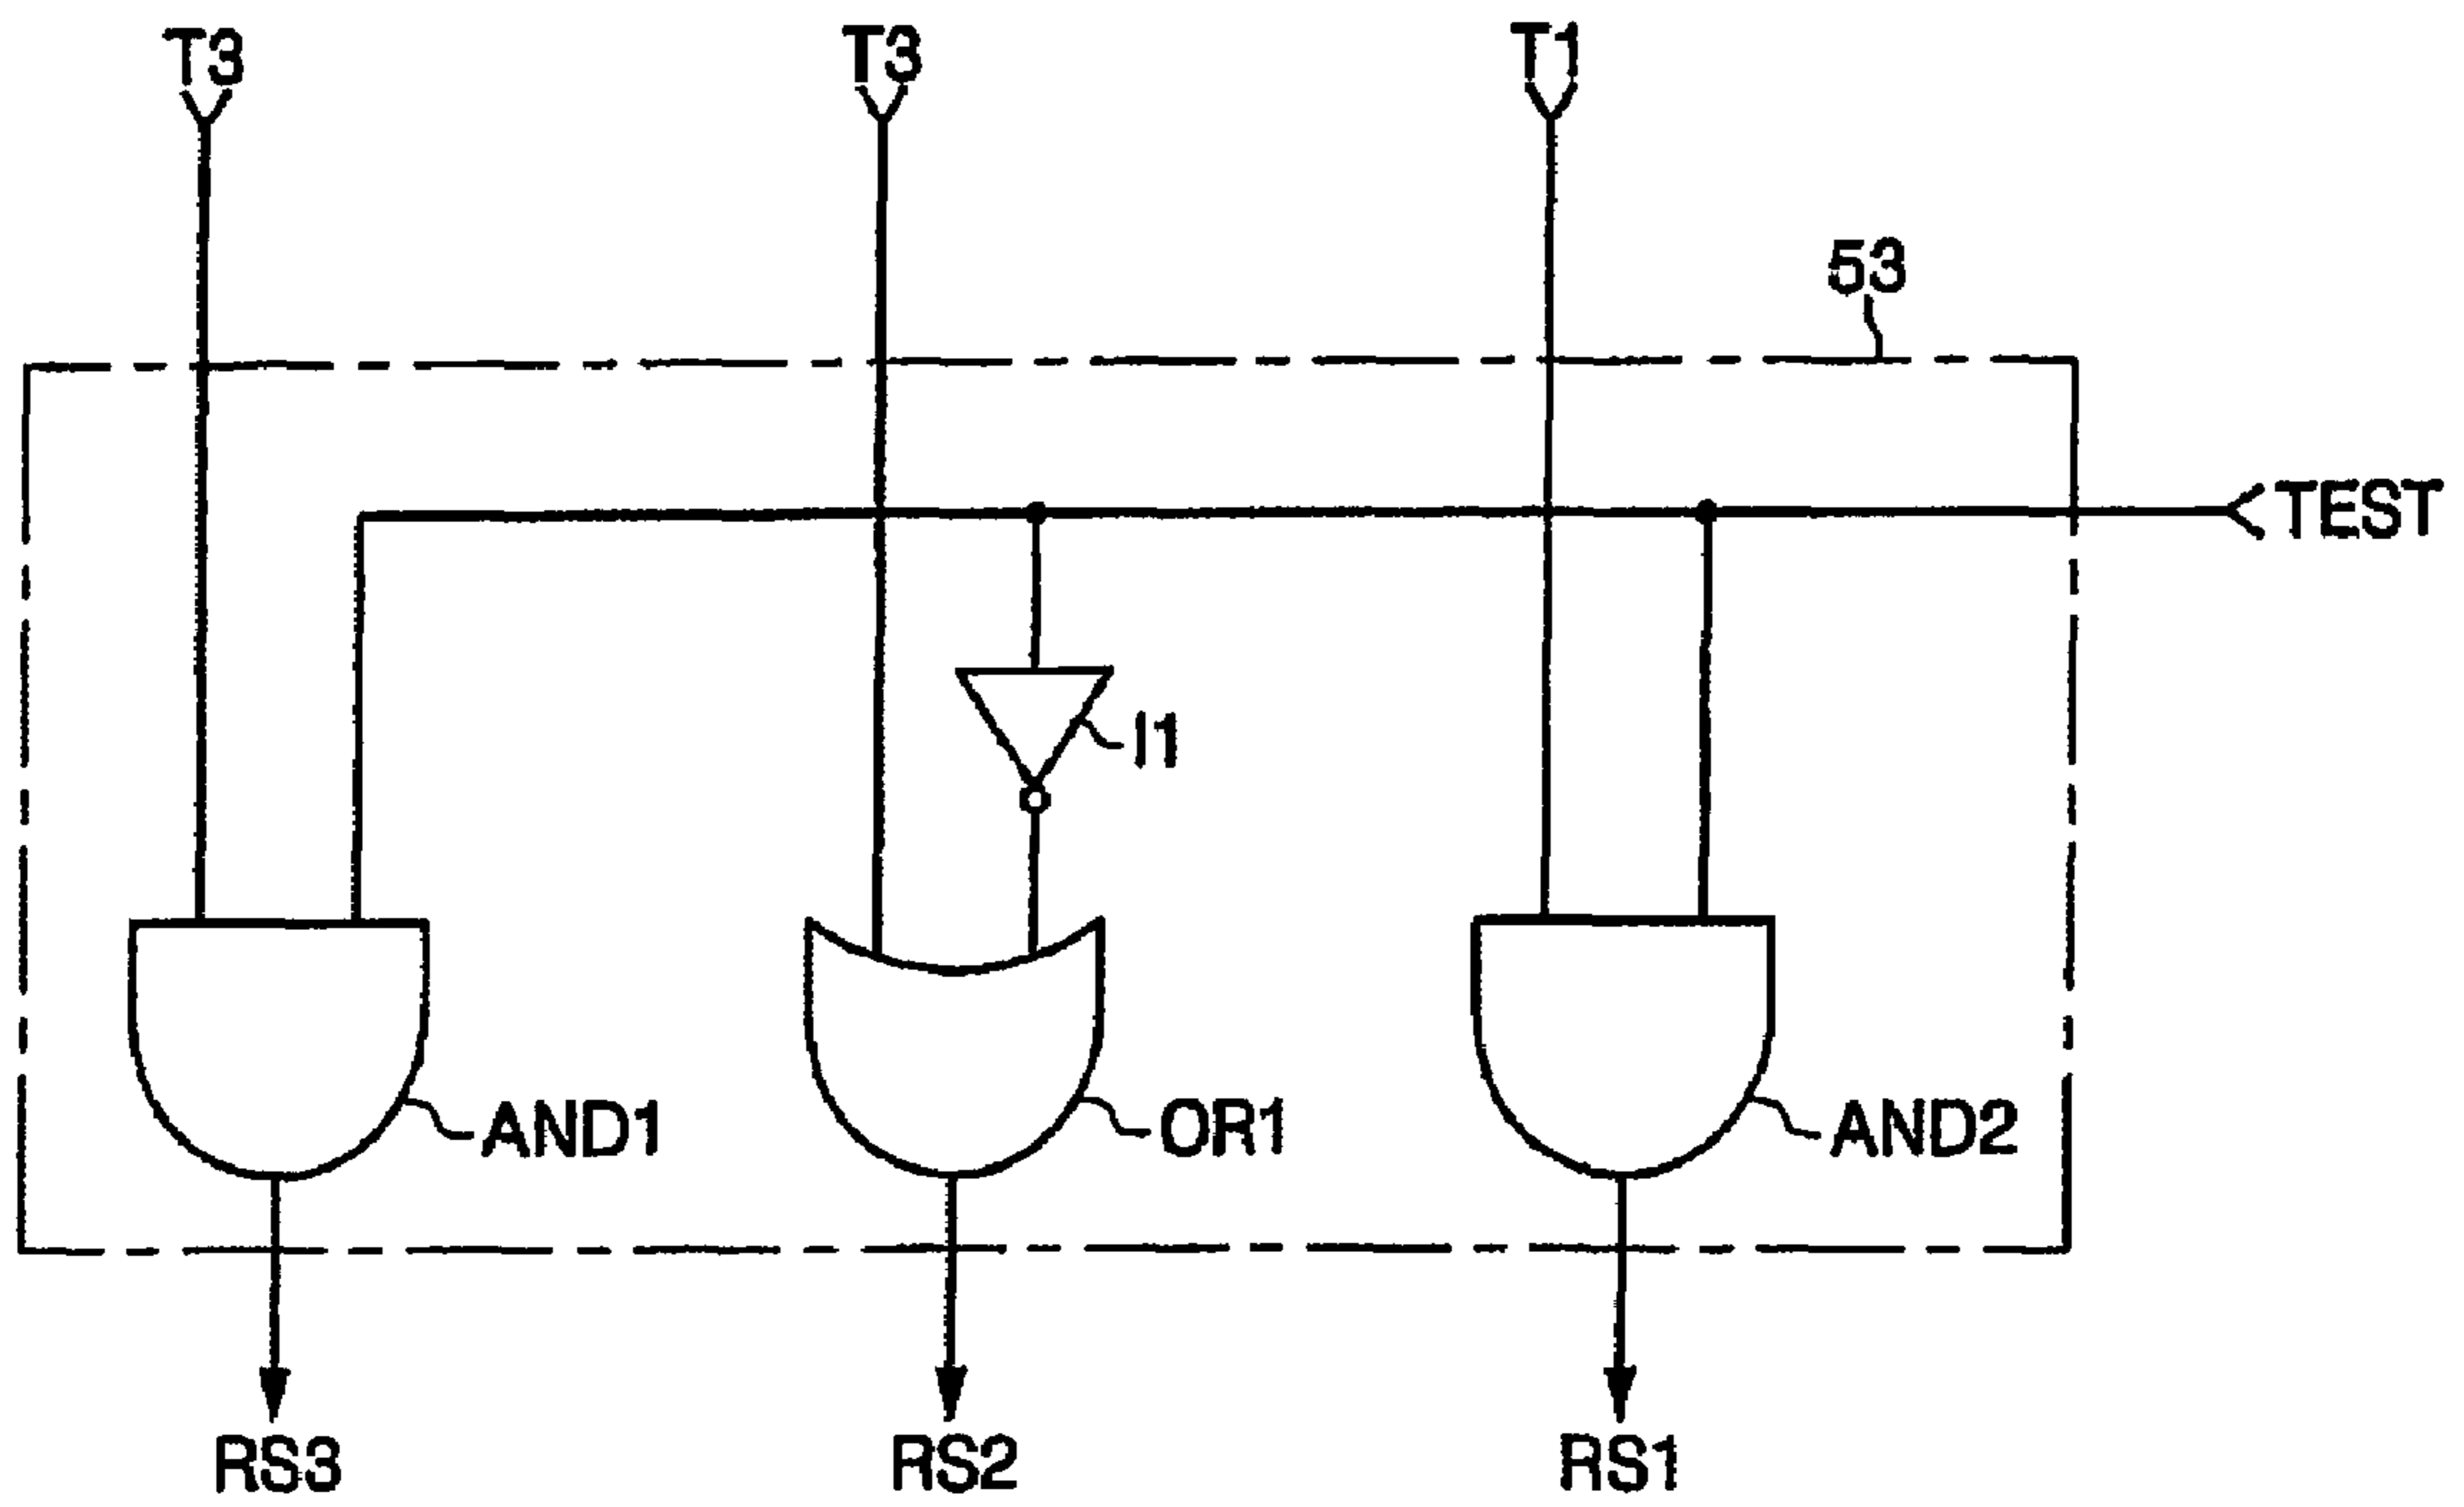 T3
T3
T1
53
TEST
I1
AND1
OR1
AND2
RS3
RS2
RS1